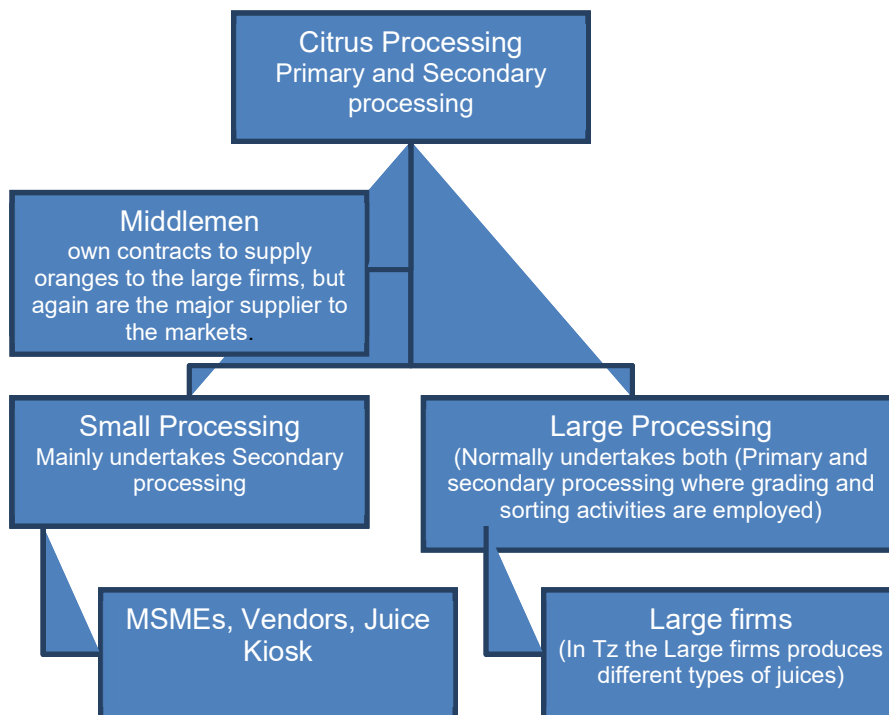 Citrus Processing
Primary and Secondary
processing
Middlemen
own contracts to supply
oranges to the large firms, but
again are the major supplier to
the markets.
Small Processing
Mainly undertakes Secondary
processing
Large Processing
(Normally undertakes both (Primary and
secondary processing where grading and
sorting activities are employed)
MSMEs, Vendors, Juice
Kiosk
Large firms
(In Tz the Large firms produces
different types of juices)